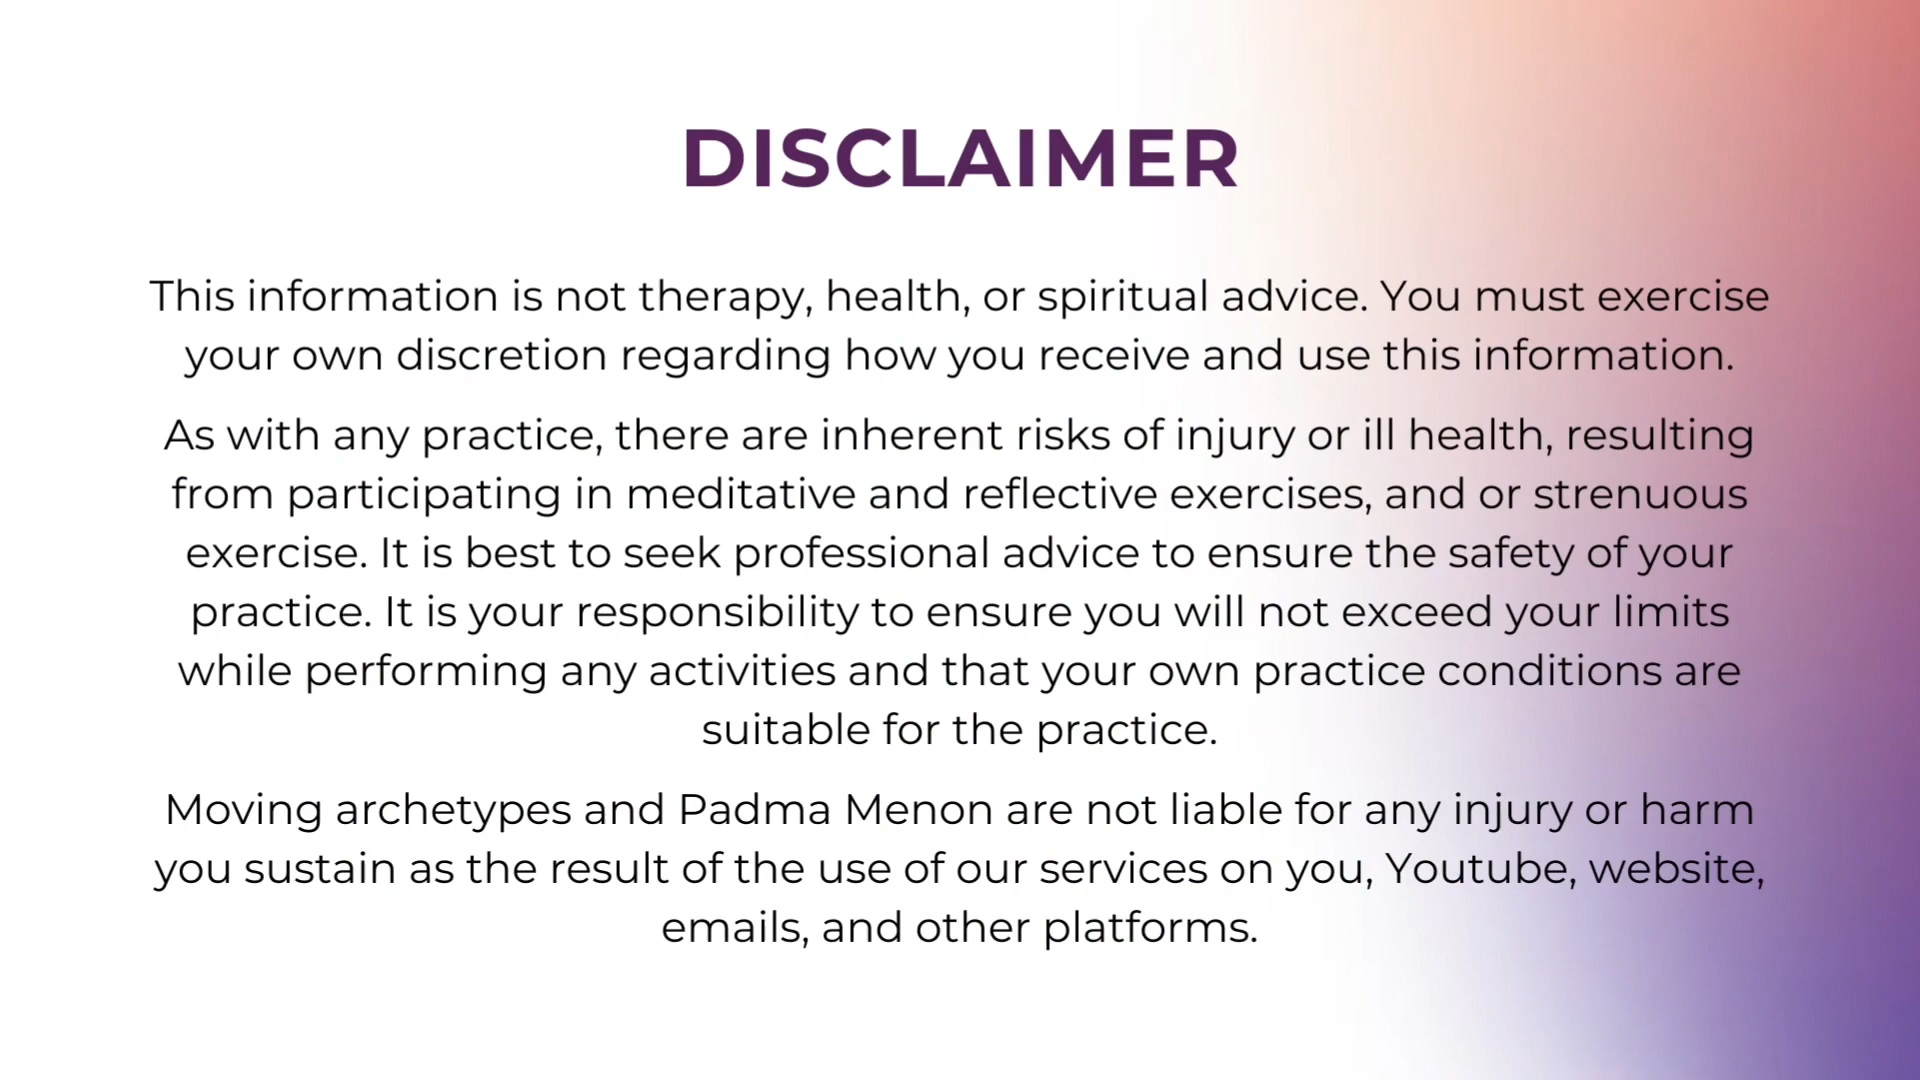 DISCLAIMER
This information is not therapy, health, or spiritual advice. You must exercise
your own discretion regarding how you receive and use this information.
As with any practice, there are inherent risks of injury or ill health, resulting
from participating in meditative and reflective exercises, and or strenuous
exercise. It is best to seek professional advice to ensure the safety of your
practice. It is your responsibility to ensure you will not exceed your limits
while performing any activities and that your own practice conditions are
suitable for the practice.
Moving archetypes and Padma Menon are not liable for any injury or harm
you sustain as the result of the use of our services on you, Youtube, website,
emails, and other platforms.